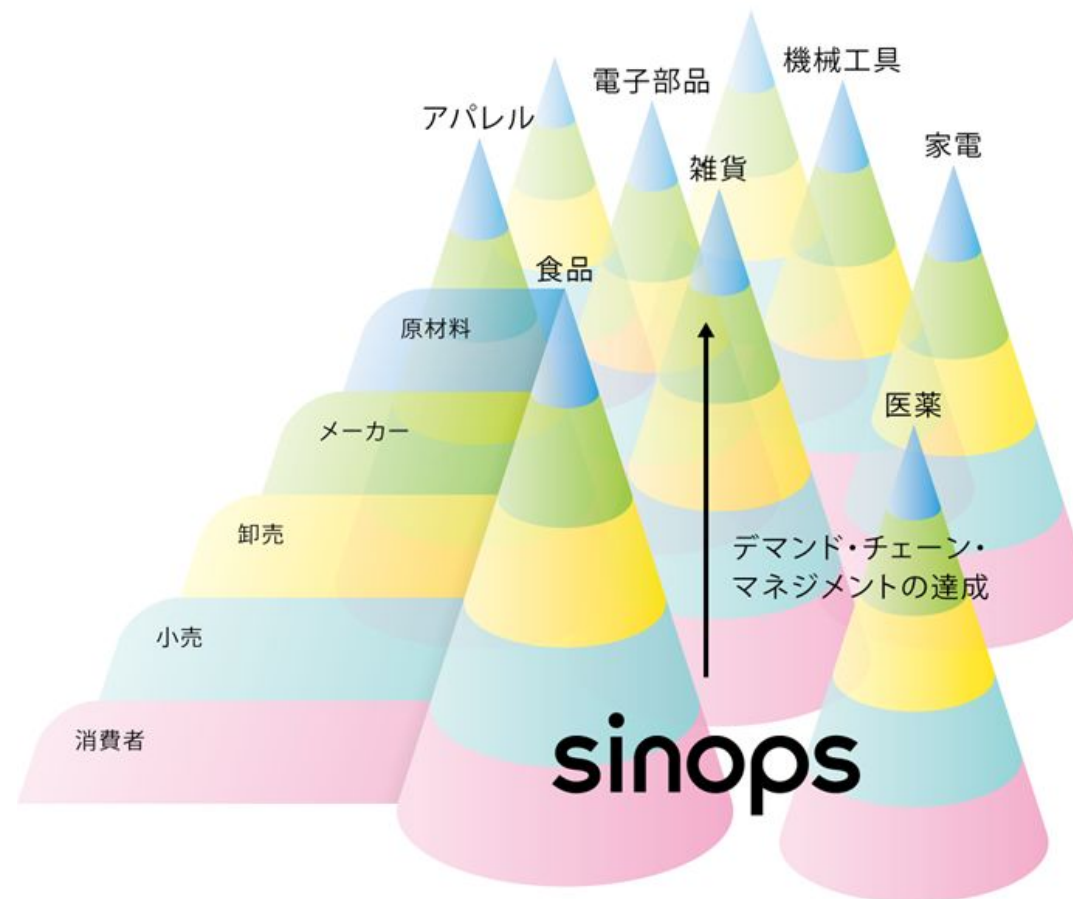 機械工具
電子部品
アパレル
家電
雑貨
食品
原材料
医薬
メーカー
卸売
デマンド・チェーン・
マネジメントの達成
小売
消費者
sinops